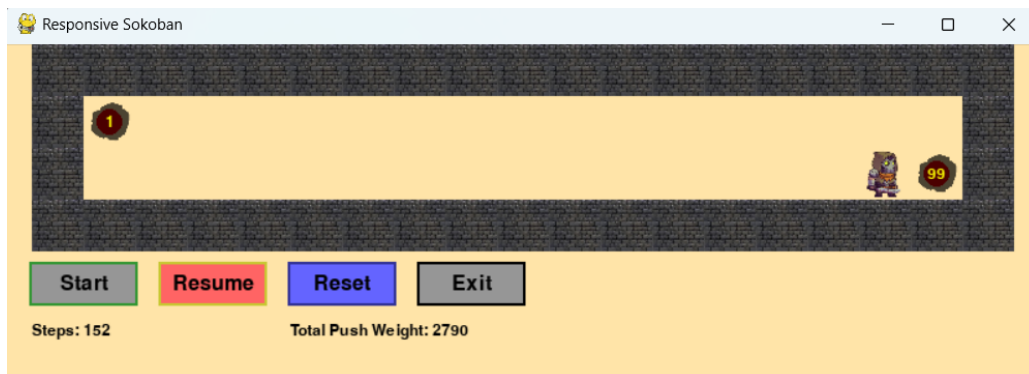 Responsive Sokoban
1
99
Start Resume Reset Exit
Steps: 152 Total Push Weight: 2790